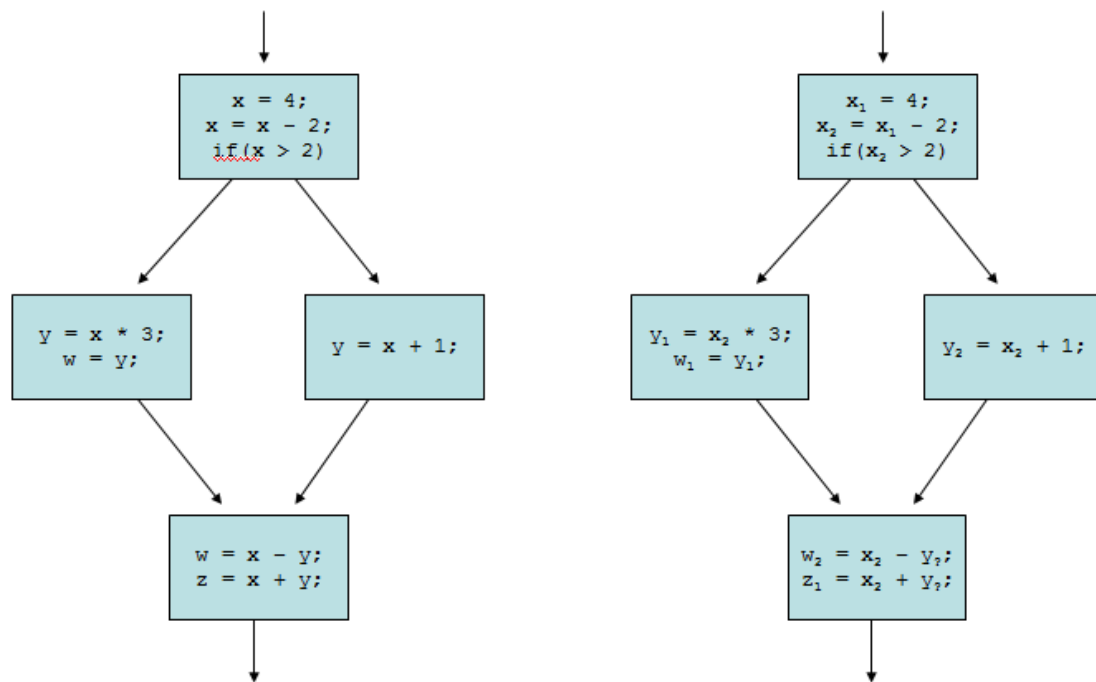 x = 4;
x = x - 2;
if(x > 2)
y = x * 3;
w = y;
y = x + 1;
w = x - y;
z = x + y;
x₁ = 4;
x₂ = x₁ - 2;
if(x₂ > 2)
y₁ = x₂ * 3;
w₁ = y₁;
y₂ = x₂ + 1;
w₂ = x₂ - y?;
z₁ = x₂ + y?;